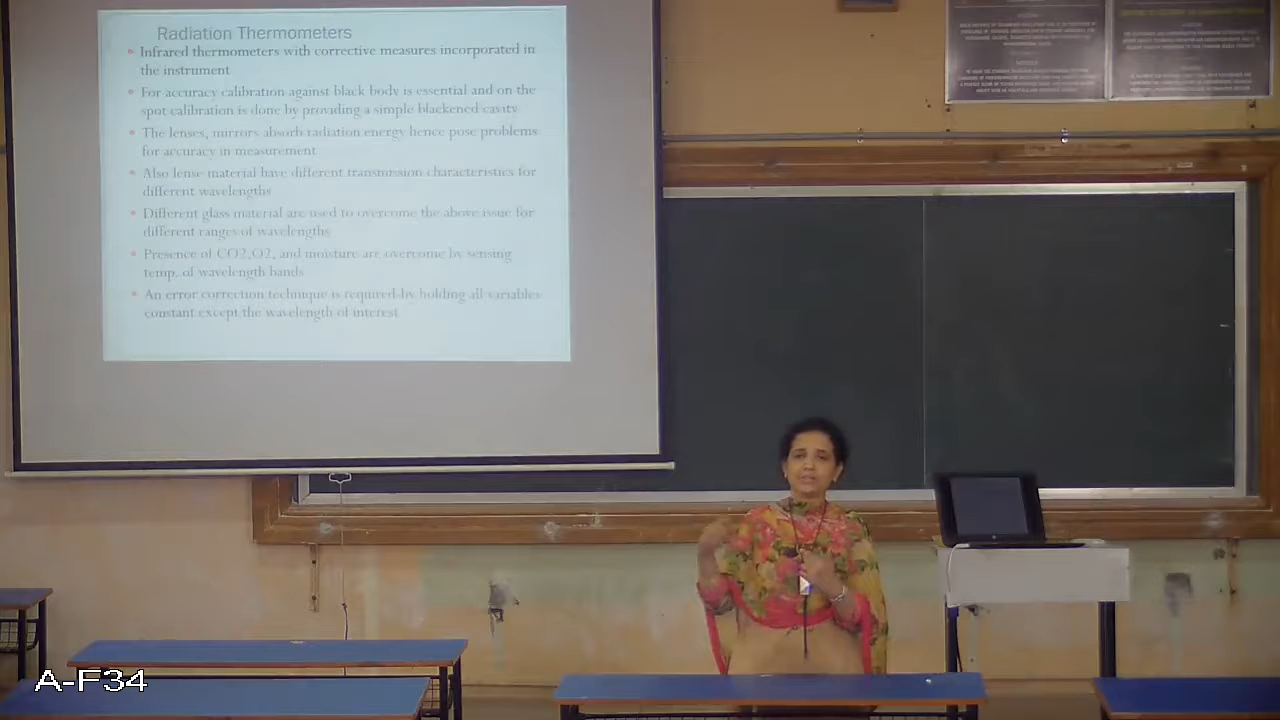 Radiation Thermometers
Infrared thermometers with corrective measures incorporated in
the instrument
For accuracy calibration against black body is essential and on the
spot calibration is done by providing a simple blackened cavity
The lenses, mirrors absorb radiation energy hence pose problems
for accuracy in measurement
Also lense material have different transmission characteristics for
different wavelengths
Different glass material are used to overcome the above issue for
different ranges of wavelengths
Presence of CO2,O2, and moisture are overcome by sensing
temp. of wavelength bands
An error correction technique is required by holding all variables
constant except the wavelength of interest
A-F34